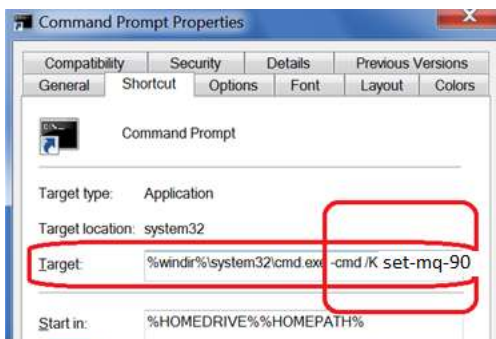 Command Prompt Properties
Compatibility Security Details Previous Versions
General Shortcut Options Font Layout Colors
Command Prompt
Target type: Application
Target location: system32
Target: %windir%\system32\cmd.exe -cmd /K set-mq-90
Start in: %HOMEDRIVE%%HOMEPATH%